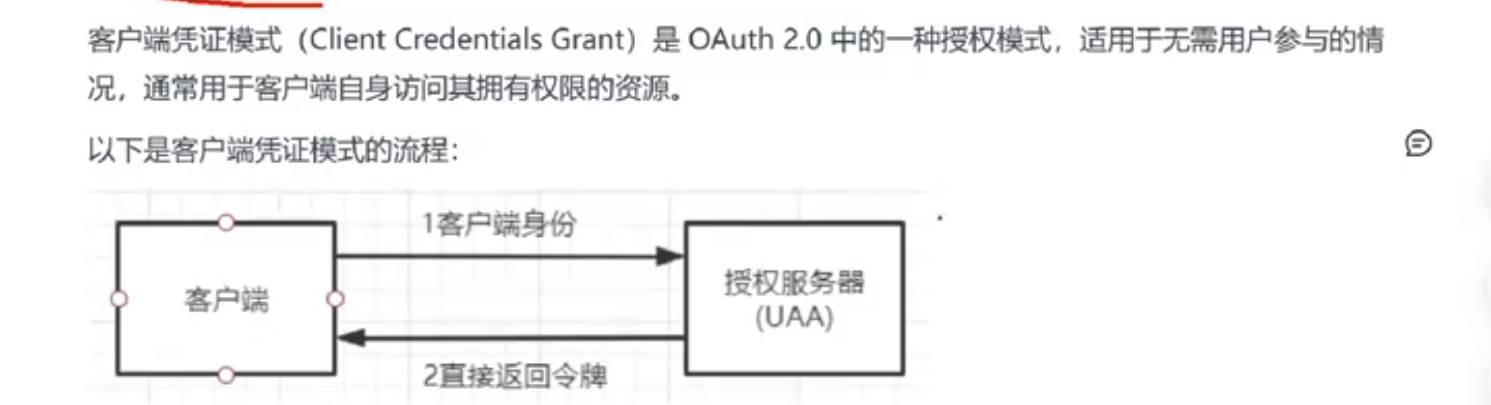 客户端凭证模式（Client Credentials Grant）是 OAuth 2.0 中的一种授权模式，适用于无需用户参与的情
况，通常用于客户端自身访问其拥有权限的资源。
以下是客户端凭证模式的流程：
1客户端身份
客户端
授权服务器
(UAA)
2直接返回令牌